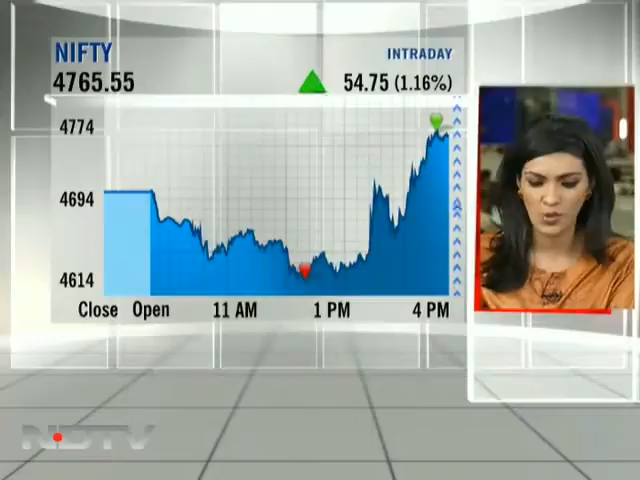 NIFTY
INTRADAY
4765.55
54.75 (1.16%)
4774
4694
4614
Close Open 11 AM 1 PM 4 PM
NDTV